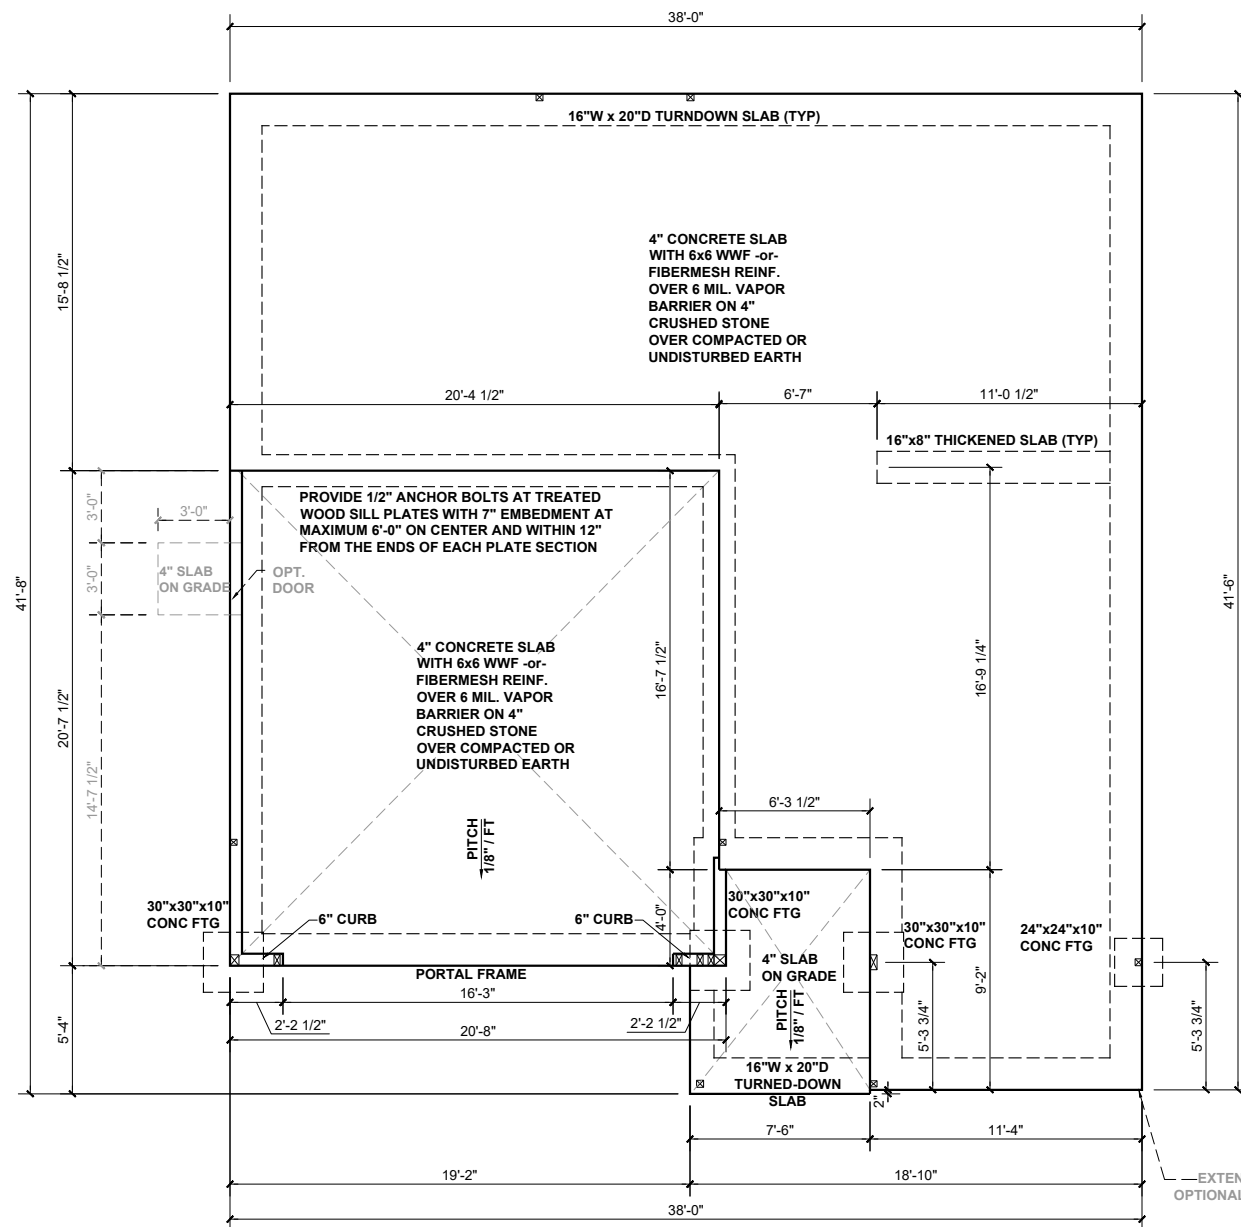 38'-0"
16"W x 20"D TURNDOWN SLAB (TYP)
4" CONCRETE SLAB
WITH 6x6 WWF -or-
FIBERMESH REINF.
OVER 6 MIL. VAPOR
BARRIER ON 4"
CRUSHED STONE
OVER COMPACTED OR
UNDISTURBED EARTH
15'-8 1/2"
20'-4 1/2"
6'-7"
11'-0 1/2"
16"x8" THICKENED SLAB (TYP)
PROVIDE 1/2" ANCHOR BOLTS AT TREATED
WOOD SILL PLATES WITH 7" EMBEDMENT AT
MAXIMUM 6'-0" ON CENTER AND WITHIN 12"
FROM THE ENDS OF EACH PLATE SECTION
3'-0"
3'-0"
3'-0"
4" SLAB
ON GRADE
OPT.
DOOR
41'-8"
41'-6"
4" CONCRETE SLAB
WITH 6x6 WWF -or-
FIBERMESH REINF.
OVER 6 MIL. VAPOR
BARRIER ON 4"
CRUSHED STONE
OVER COMPACTED OR
UNDISTURBED EARTH
16'-7 1/2"
16'-9 1/4"
20'-7 1/2"
14'-7 1/2"
6'-3 1/2"
PITCH
1/8" / FT
30"x30"x10"
CONC FTG
6" CURB
6" CURB
4'-0"
30"x30"x10"
CONC FTG
30"x30"x10"
CONC FTG
24"x24"x10"
CONC FTG
4" SLAB
ON GRADE
PORTAL FRAME
16'-3"
2'-2 1/2"
2'-2 1/2"
20'-8"
5'-4"
PITCH
1/8" / FT
9'-2"
5'-3 3/4"
5'-3 3/4"
16"W x 20"D
TURNED-DOWN
SLAB
2"
7'-6"
11'-4"
19'-2"
18'-10"
EXTEN
OPTIONAL
38'-0"